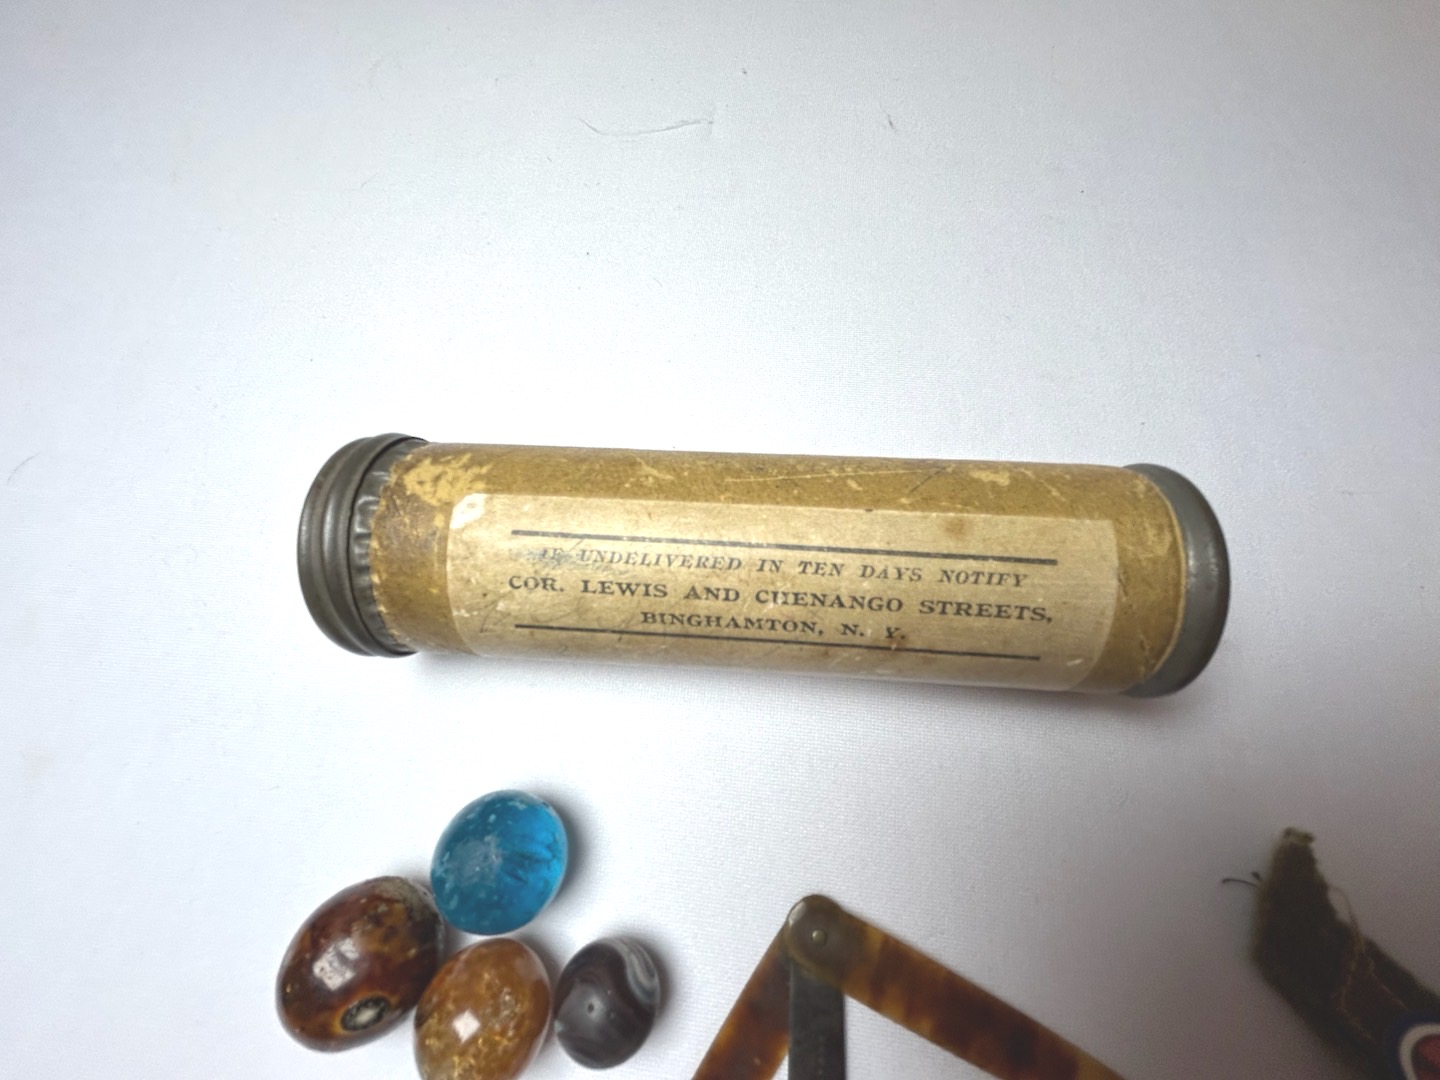 IF UNDELIVERED IN TEN DAYS NOTIFY
COR. LEWIS AND CHENANGO STREETS,
BINGHAMTON, N. Y.